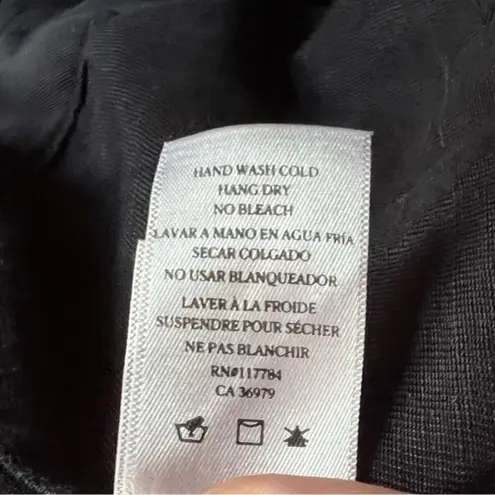 HAND WASH COLD
HANG DRY
NO BLEACH
LAVAR A MANO EN AGUA FRIA
SECAR COLGADO
NO USAR BLANQUEADOR
LAVER À LA FROIDE
SUSPENDRE POUR SÉCHER
NE PAS BLANCHIR
RN#117784
CA 36979